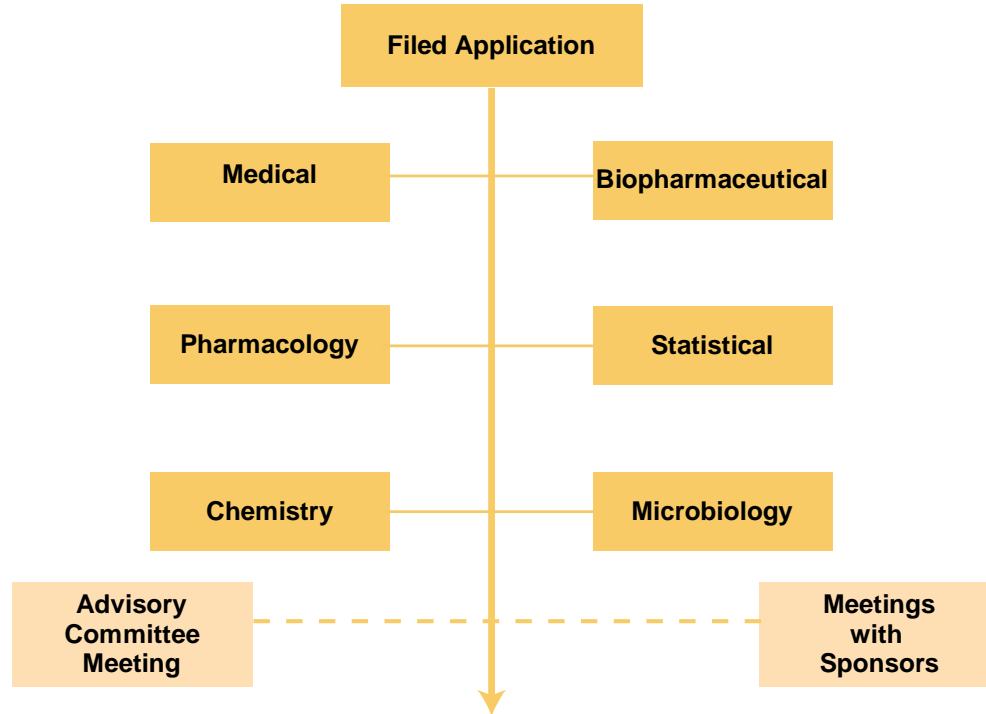 Filed Application
Medical
Biopharmaceutical
Pharmacology
Statistical
Chemistry
Microbiology
Advisory
Committee
Meeting
Meetings
with
Sponsors